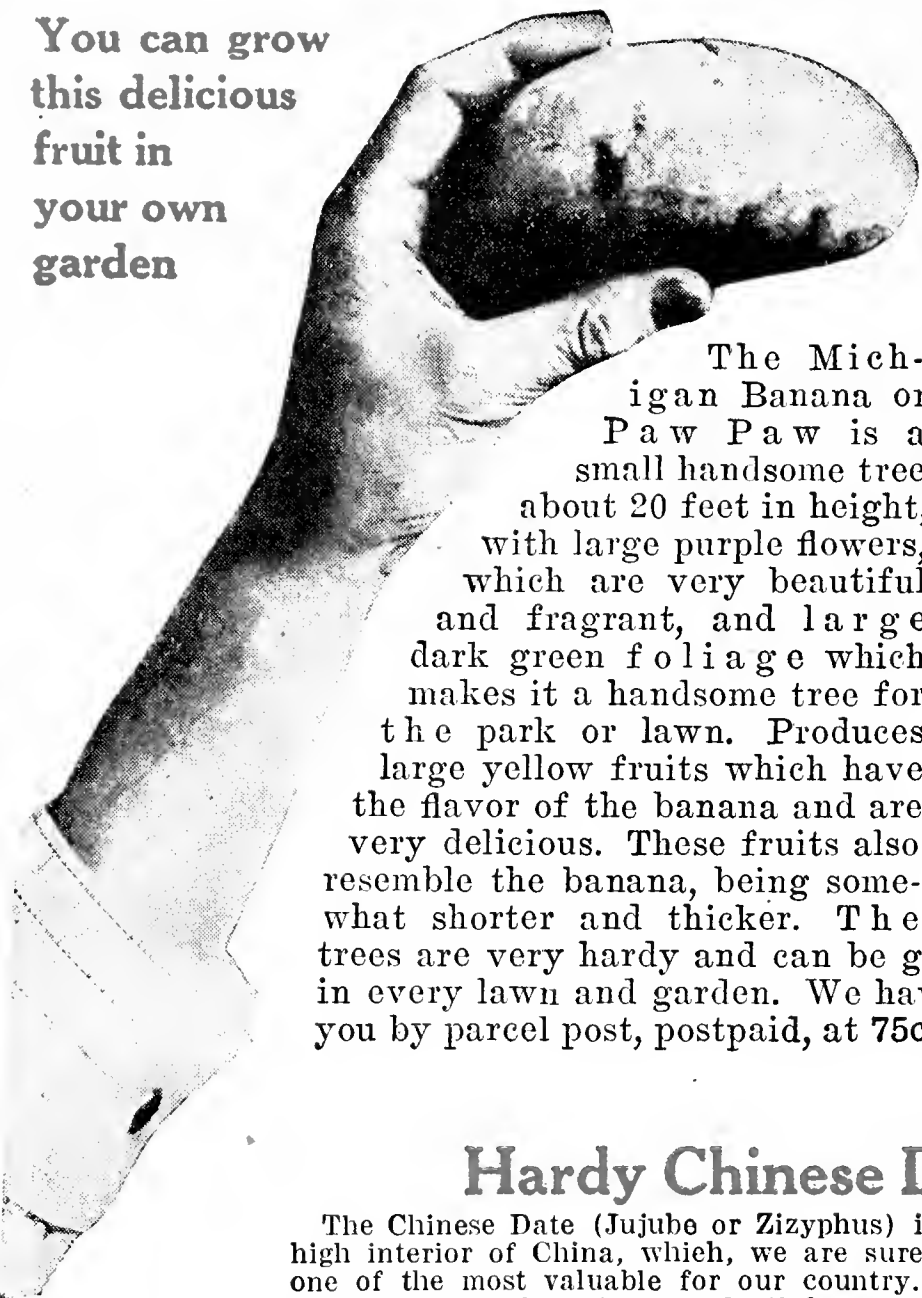 You can grow
this delicious
fruit in
your own
garden
The Mich-
igan Banana or
Paw Paw is a
small handsome tree
about 20 feet in height,
with large purple flowers,
which are very beautiful
and fragrant, and large
dark green foliage which
makes it a handsome tree for
the park or lawn. Produces
large yellow fruits which have
the flavor of the banana and are
very delicious. These fruits also
resemble the banana, being some-
what shorter and thicker. The
trees are very hardy and can be
in every lawn and garden. We
you by parcel post, postpaid, at 75c
Hardy Chinese
The Chinese Date (Jujube or Zizyphus)
high interior of China, which, we are sure
one of the most valuable for our country.